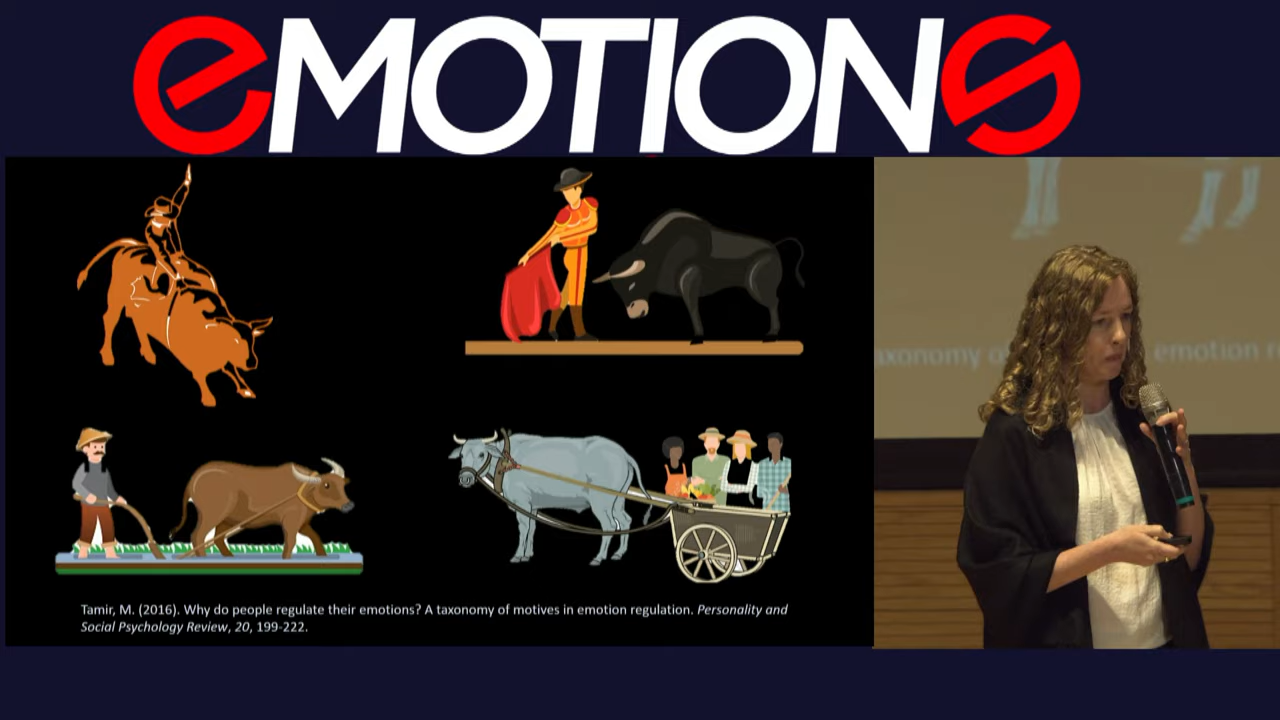 eMOTIONS
Tamir, M. (2016). Why do people regulate their emotions? A taxonomy of motives in emotion regulation. Personality and
Social Psychology Review, 20, 199-222.
axonomy
emotion